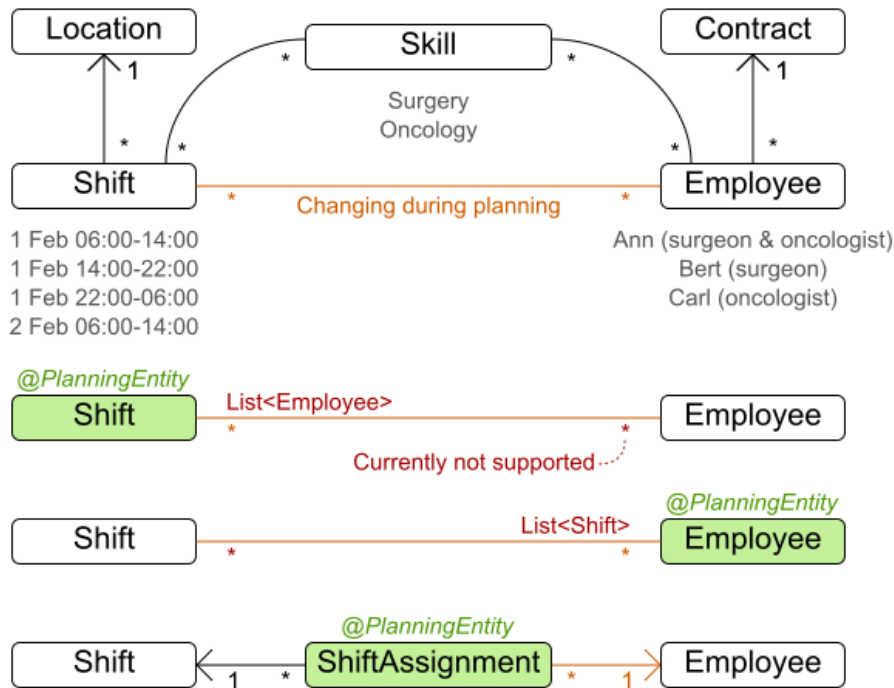 Location
Skill
Contract
1
*
*
1
Surgery
Oncology
*
*
*
*
Shift
Employee
*
Changing during planning
*
1 Feb 06:00-14:00
1 Feb 14:00-22:00
1 Feb 22:00-06:00
2 Feb 06:00-14:00
Ann (surgeon & oncologist)
Bert (surgeon)
Carl (oncologist)
@PlanningEntity
Shift
List<Employee>
Employee
*
*
Currently not supported
@PlanningEntity
Shift
List<Shift>
Employee
*
*
@PlanningEntity
Shift
ShiftAssignment
Employee
1
*
*
1